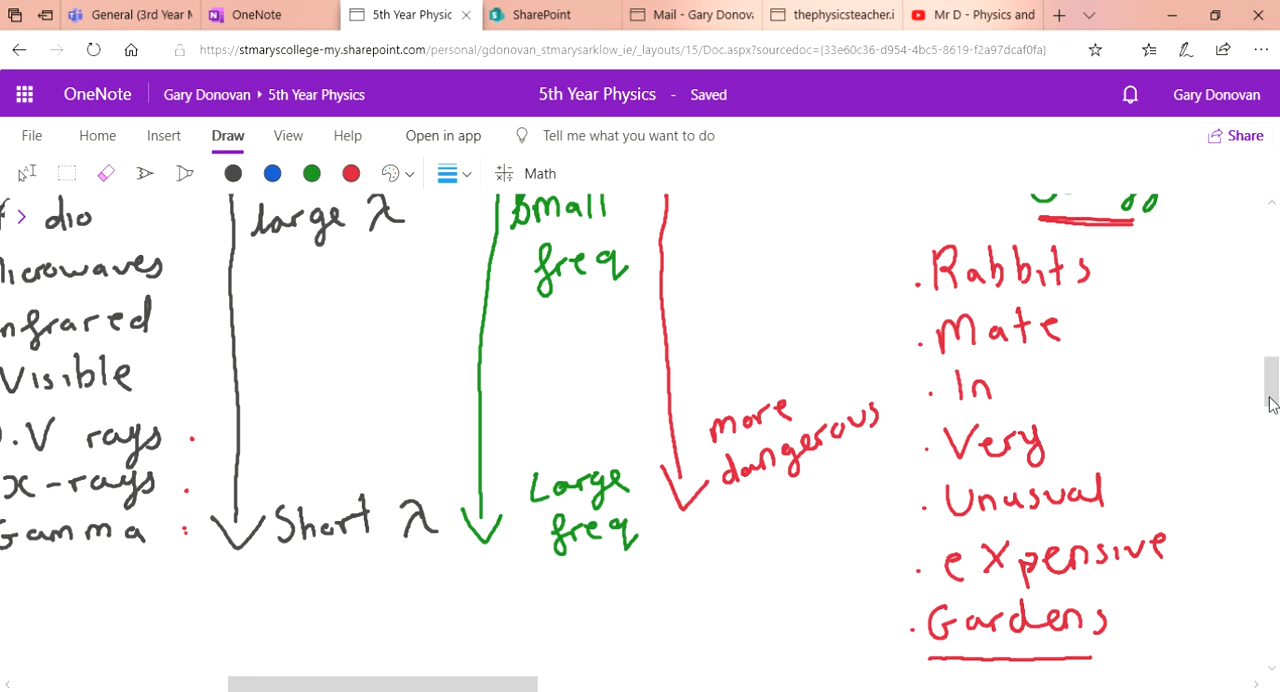 General (3rd Year M
OneNote
5th Year Physic
SharePoint
Mail - Gary Donova
thephysicsteacher.i
Mr D - Physics and
https://stmaryscollege-my.sharepoint.com/personal/gdonovan_stmarysarklow_ie/_layouts/15/Doc.aspx?sourcedoc={33e60c36-d954-4bc5-8619-f2a97dcaf0fa}
OneNote
Gary Donovan
5th Year Physics
5th Year Physics - Saved
Gary Donovan
File
Home
Insert
Draw
View
Help
Open in app
Tell me what you want to do
Share
Math
dio
icrowaves
nfrared
Visible
.V rays .
x-rays .
Gamma :
large λ
Short λ
Small
freq
Large
freq
more
dangerous
. Rabbits
. Mate
. In
. Very
. Unusual
. eXpensive
. Gardens